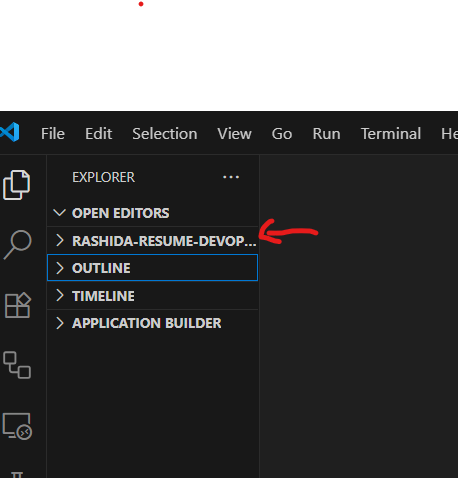 File Edit Selection View Go Run Terminal He
EXPLORER ...
OPEN EDITORS
RASHIDA-RESUME-DEVOP...
OUTLINE
TIMELINE
APPLICATION BUILDER